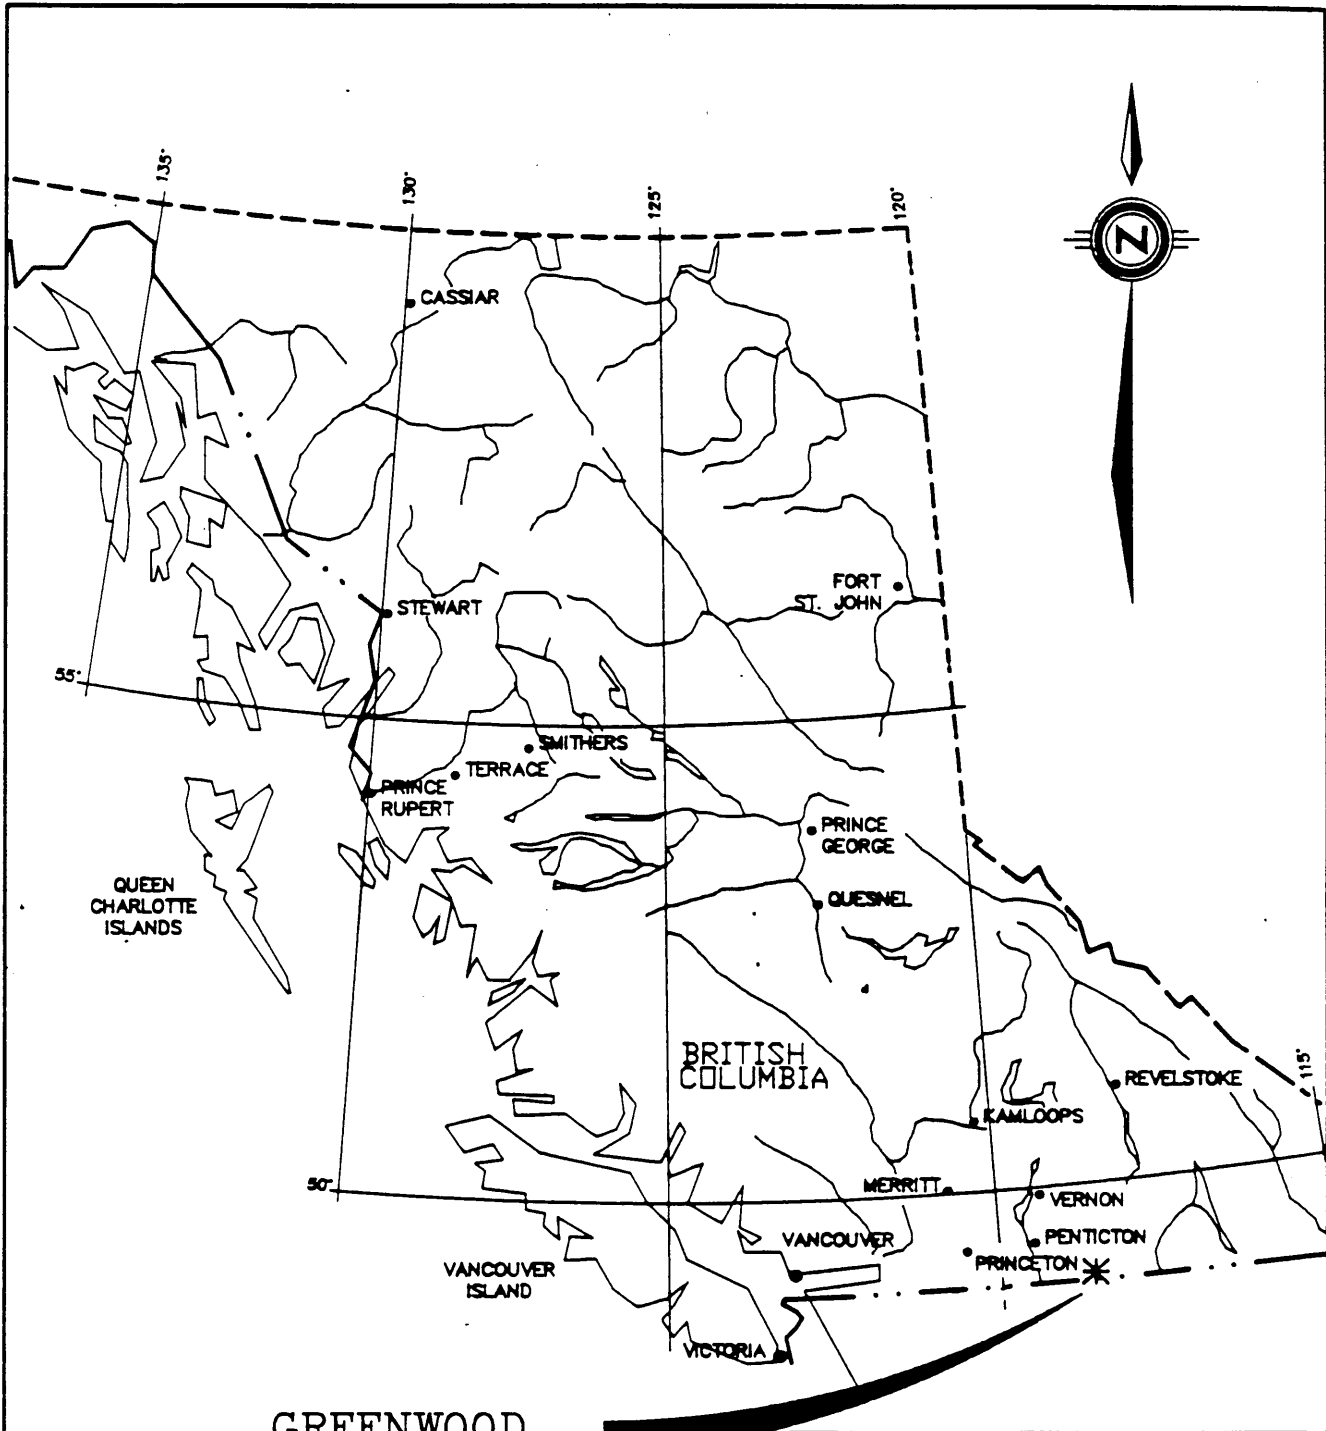 135°
130°
125°
120°
N
CASSIAR
FORT
ST. JOHN
STEWART
55°
SMITHERS
TERRACE
PRINCE
RUPERT
PRINCE
GEORGE
QUEEN
CHARLOTTE
ISLANDS
QUESNEL
BRITISH
COLUMBIA
115°
REVELSTOKE
KAMLOOPS
50°
MERRITT
VERNON
PENTICTON
VANCOUVER
PRINCETON
VANCOUVER
ISLAND
VICTORIA
GREENWOOD